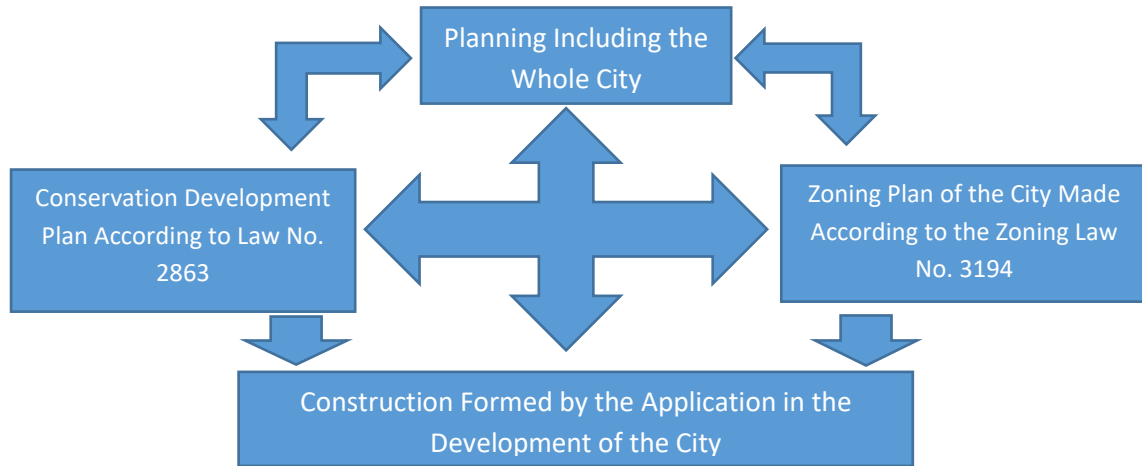 Planning Including the
Whole City
Conservation Development
Plan According to Law No.
2863
Zoning Plan of the City Made
According to the Zoning Law
No. 3194
Construction Formed by the Application in the
Development of the City